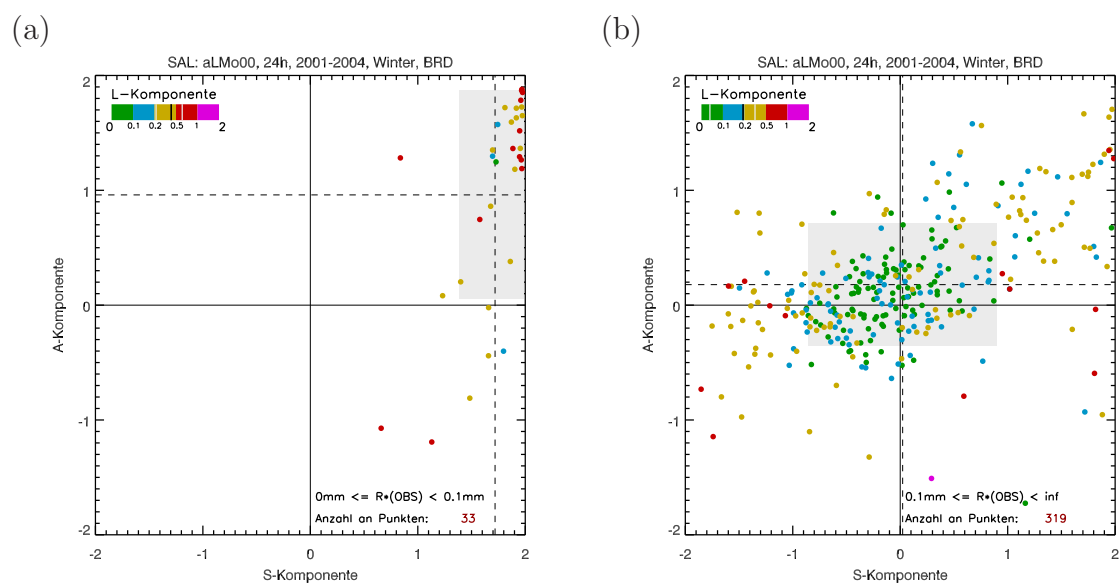 (a)
SAL: aLMo00, 24h, 2001-2004, Winter, BRD
L-Komponente
0 0.1 0.2 0.5 1 2
2
1
0
-1
-2
A-Komponente
0mm <= R*(OBS) < 0.1mm
Anzahl an Punkten: 33
-2 -1 0 1 2
S-Komponente
(b)
SAL: aLMo00, 24h, 2001-2004, Winter, BRD
L-Komponente
0 0.1 0.2 0.5 1 2
2
1
0
-1
-2
A-Komponente
0.1mm <= R*(OBS) < inf
Anzahl an Punkten: 319
-2 -1 0 1 2
S-Komponente